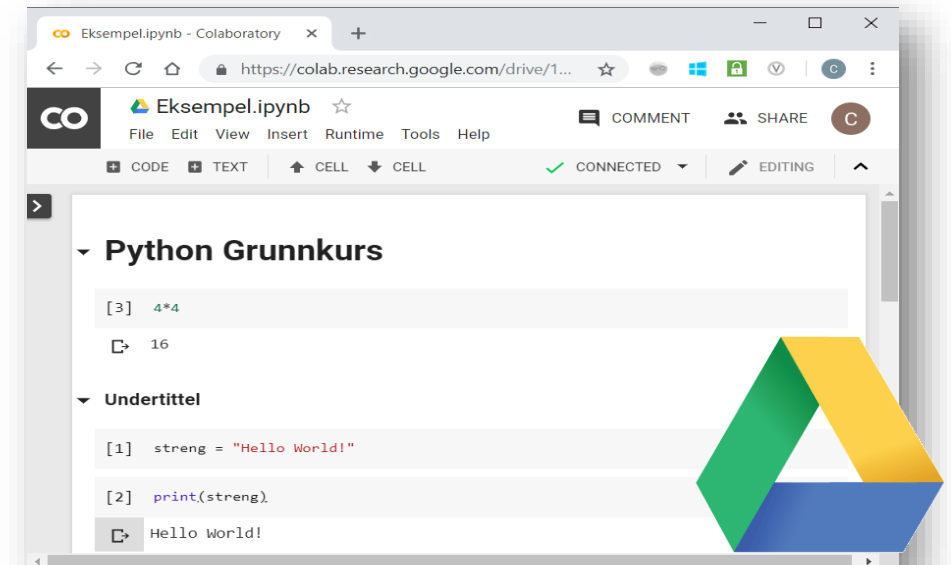 CO Eksempel.ipynb - Colaboratory × +
https://colab.research.google.com/drive/1... C
CO Eksempel.ipynb COMMENT SHARE C
File Edit View Insert Runtime Tools Help
CODE TEXT CELL CELL CONNECTED EDITING
Python Grunnkurs
[3] 4*4
16
Undertittel
[1] streng = "Hello World!"
[2] print(streng)
Hello World!